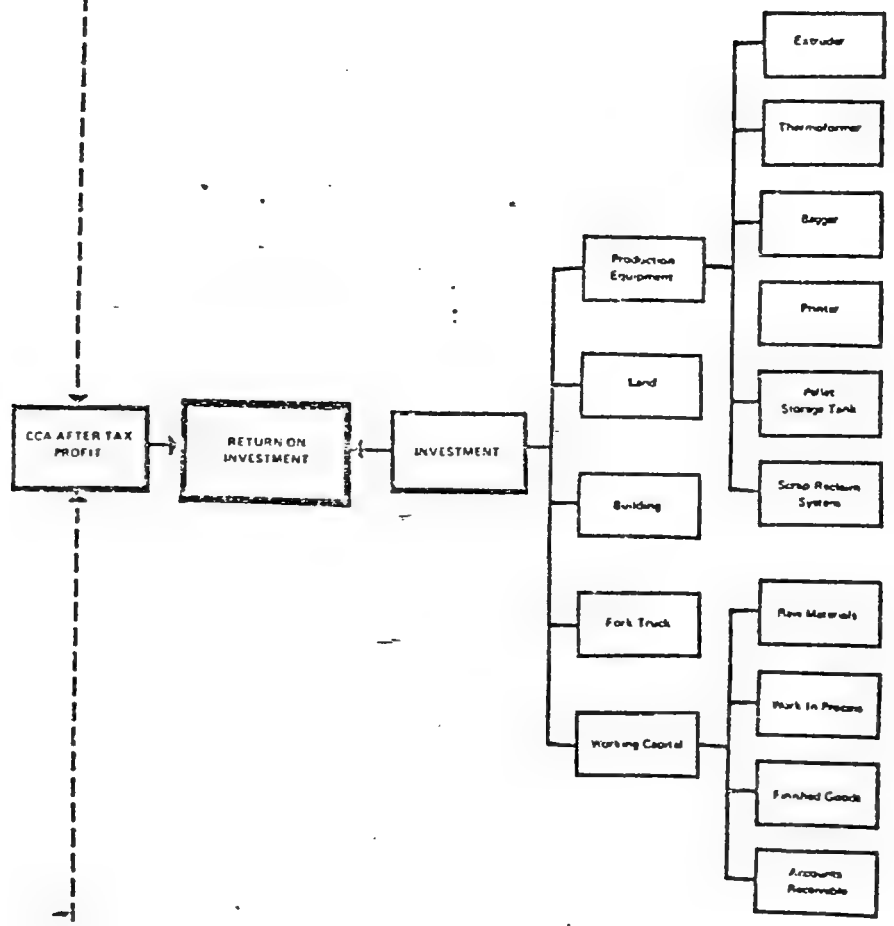 Extruder
Thermoformer
Bagger
Printer
Pellet
Storage Tank
Scrap Reclaim
System
Production
Equipment
Land
Building
Fork Truck
Working Capital
CCA AFTER TAX
PROFIT
RETURN ON
INVESTMENT
INVESTMENT
Raw Materials
Work In Process
Finished Goods
Accounts
Receivable